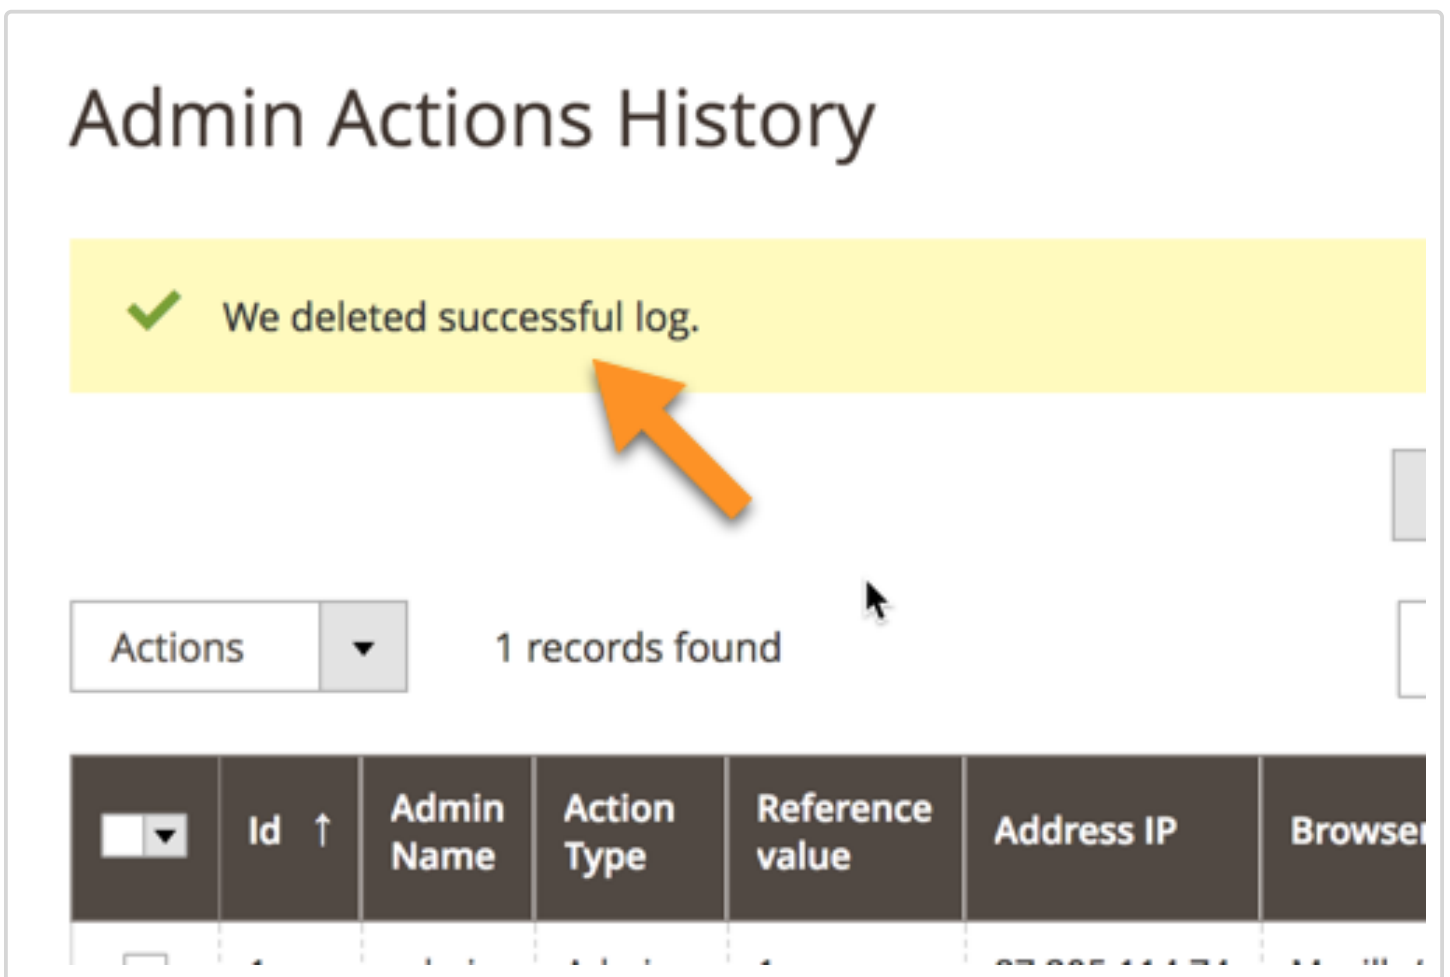 Admin Actions History
We deleted successful log.
Actions
1 records found
Id ↑
Admin Name
Action Type
Reference value
Address IP
Browser